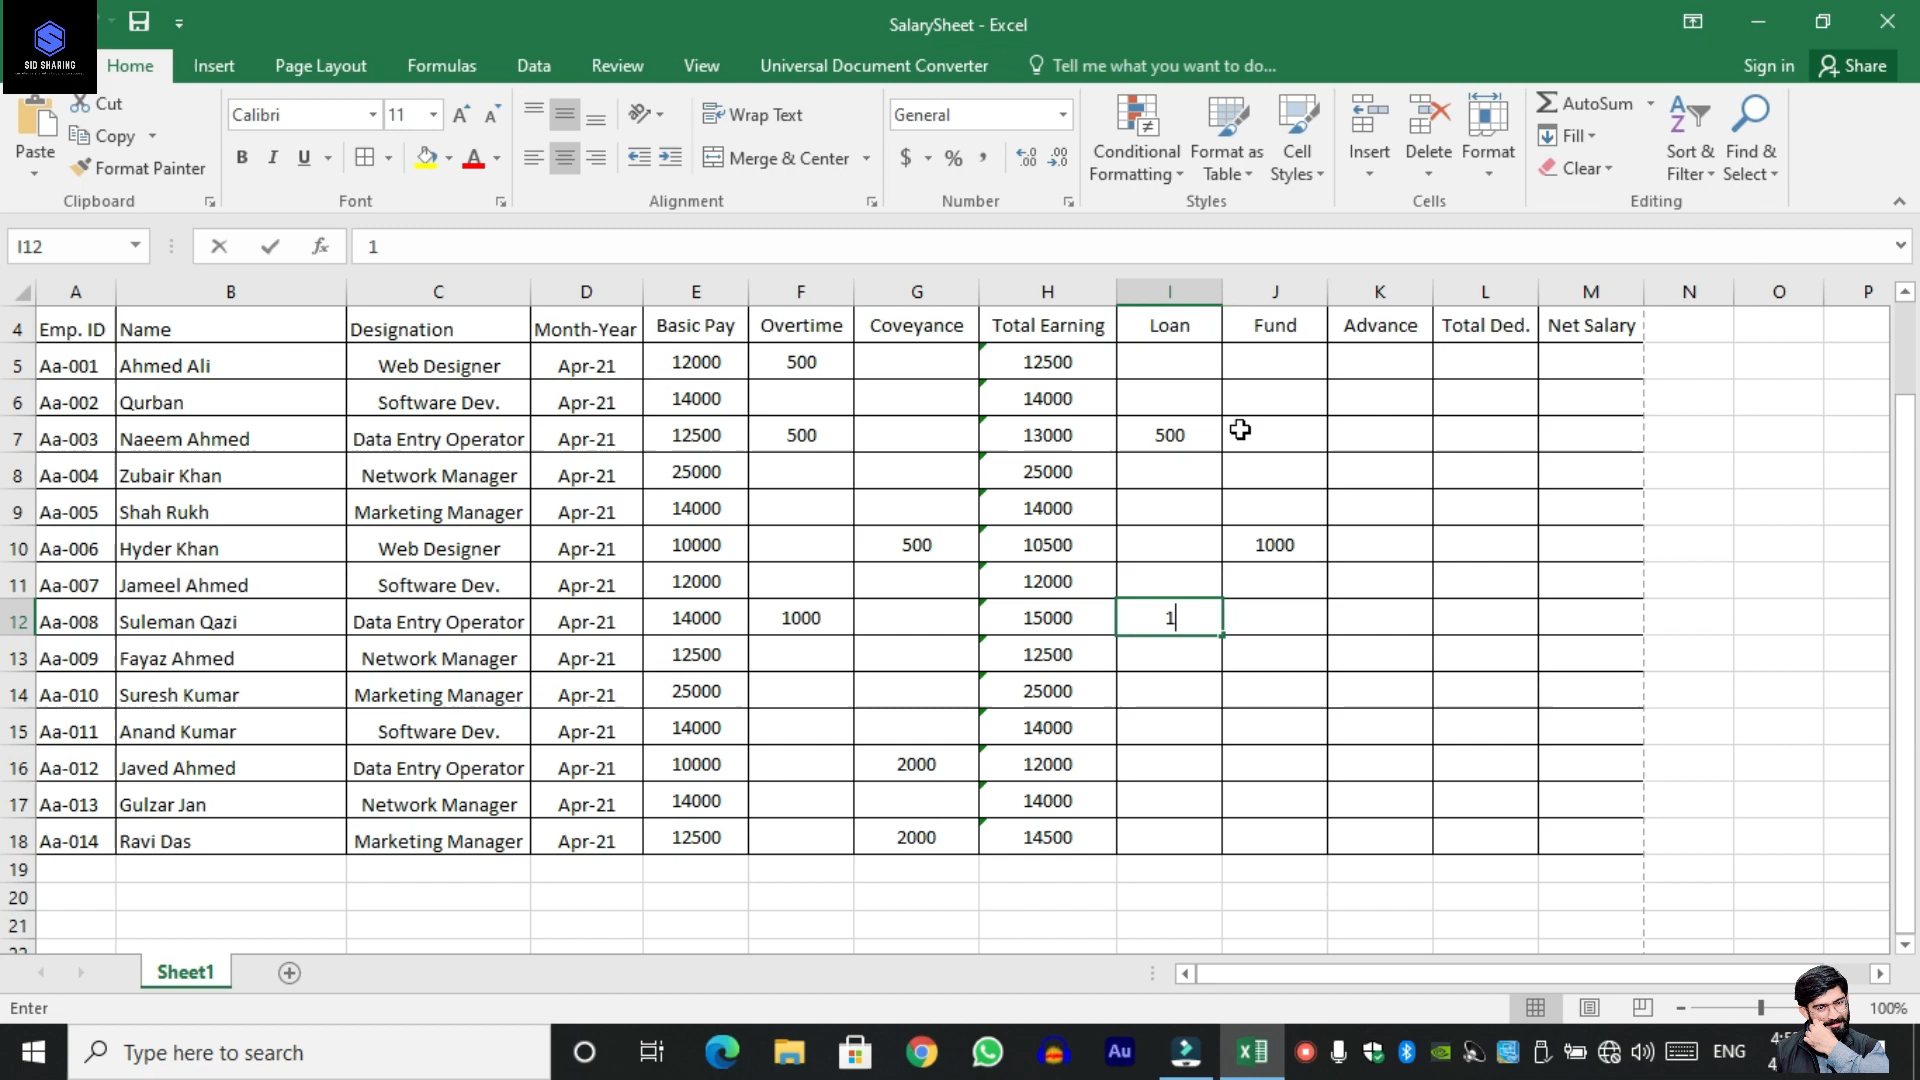 SalarySheet - Excel
SID SHARING
Home Insert Page Layout Formulas Data Review View Universal Document Converter Tell me what you want to do... Sign in Share
Cut
Copy
Format Painter
Paste
Calibri 11
B I U
Wrap Text
Merge & Center
General
$ % ,
Conditional Formatting
Format as Table
Cell Styles
Insert Delete Format
AutoSum
Fill
Clear
Sort & Filter
Find & Select
Clipboard Font Alignment Number Styles Cells Editing
I12 fx 1
A B C D E F G H I J K L M N O P
4 Emp. ID Name Designation Month-Year Basic Pay Overtime Coveyance Total Earning Loan Fund Advance Total Ded. Net Salary
5 Aa-001 Ahmed Ali Web Designer Apr-21 12000 500 12500
6 Aa-002 Qurban Software Dev. Apr-21 14000 14000
7 Aa-003 Naeem Ahmed Data Entry Operator Apr-21 12500 500 13000 500
8 Aa-004 Zubair Khan Network Manager Apr-21 25000 25000
9 Aa-005 Shah Rukh Marketing Manager Apr-21 14000 14000
10 Aa-006 Hyder Khan Web Designer Apr-21 10000 500 10500 1000
11 Aa-007 Jameel Ahmed Software Dev. Apr-21 12000 12000
12 Aa-008 Suleman Qazi Data Entry Operator Apr-21 14000 1000 15000 1
13 Aa-009 Fayaz Ahmed Network Manager Apr-21 12500 12500
14 Aa-010 Suresh Kumar Marketing Manager Apr-21 25000 25000
15 Aa-011 Anand Kumar Software Dev. Apr-21 14000 14000
16 Aa-012 Javed Ahmed Data Entry Operator Apr-21 10000 2000 12000
17 Aa-013 Gulzar Jan Network Manager Apr-21 14000 14000
18 Aa-014 Ravi Das Marketing Manager Apr-21 12500 2000 14500
19
20
21
Sheet1
Enter 100%
Type here to search Au ENG